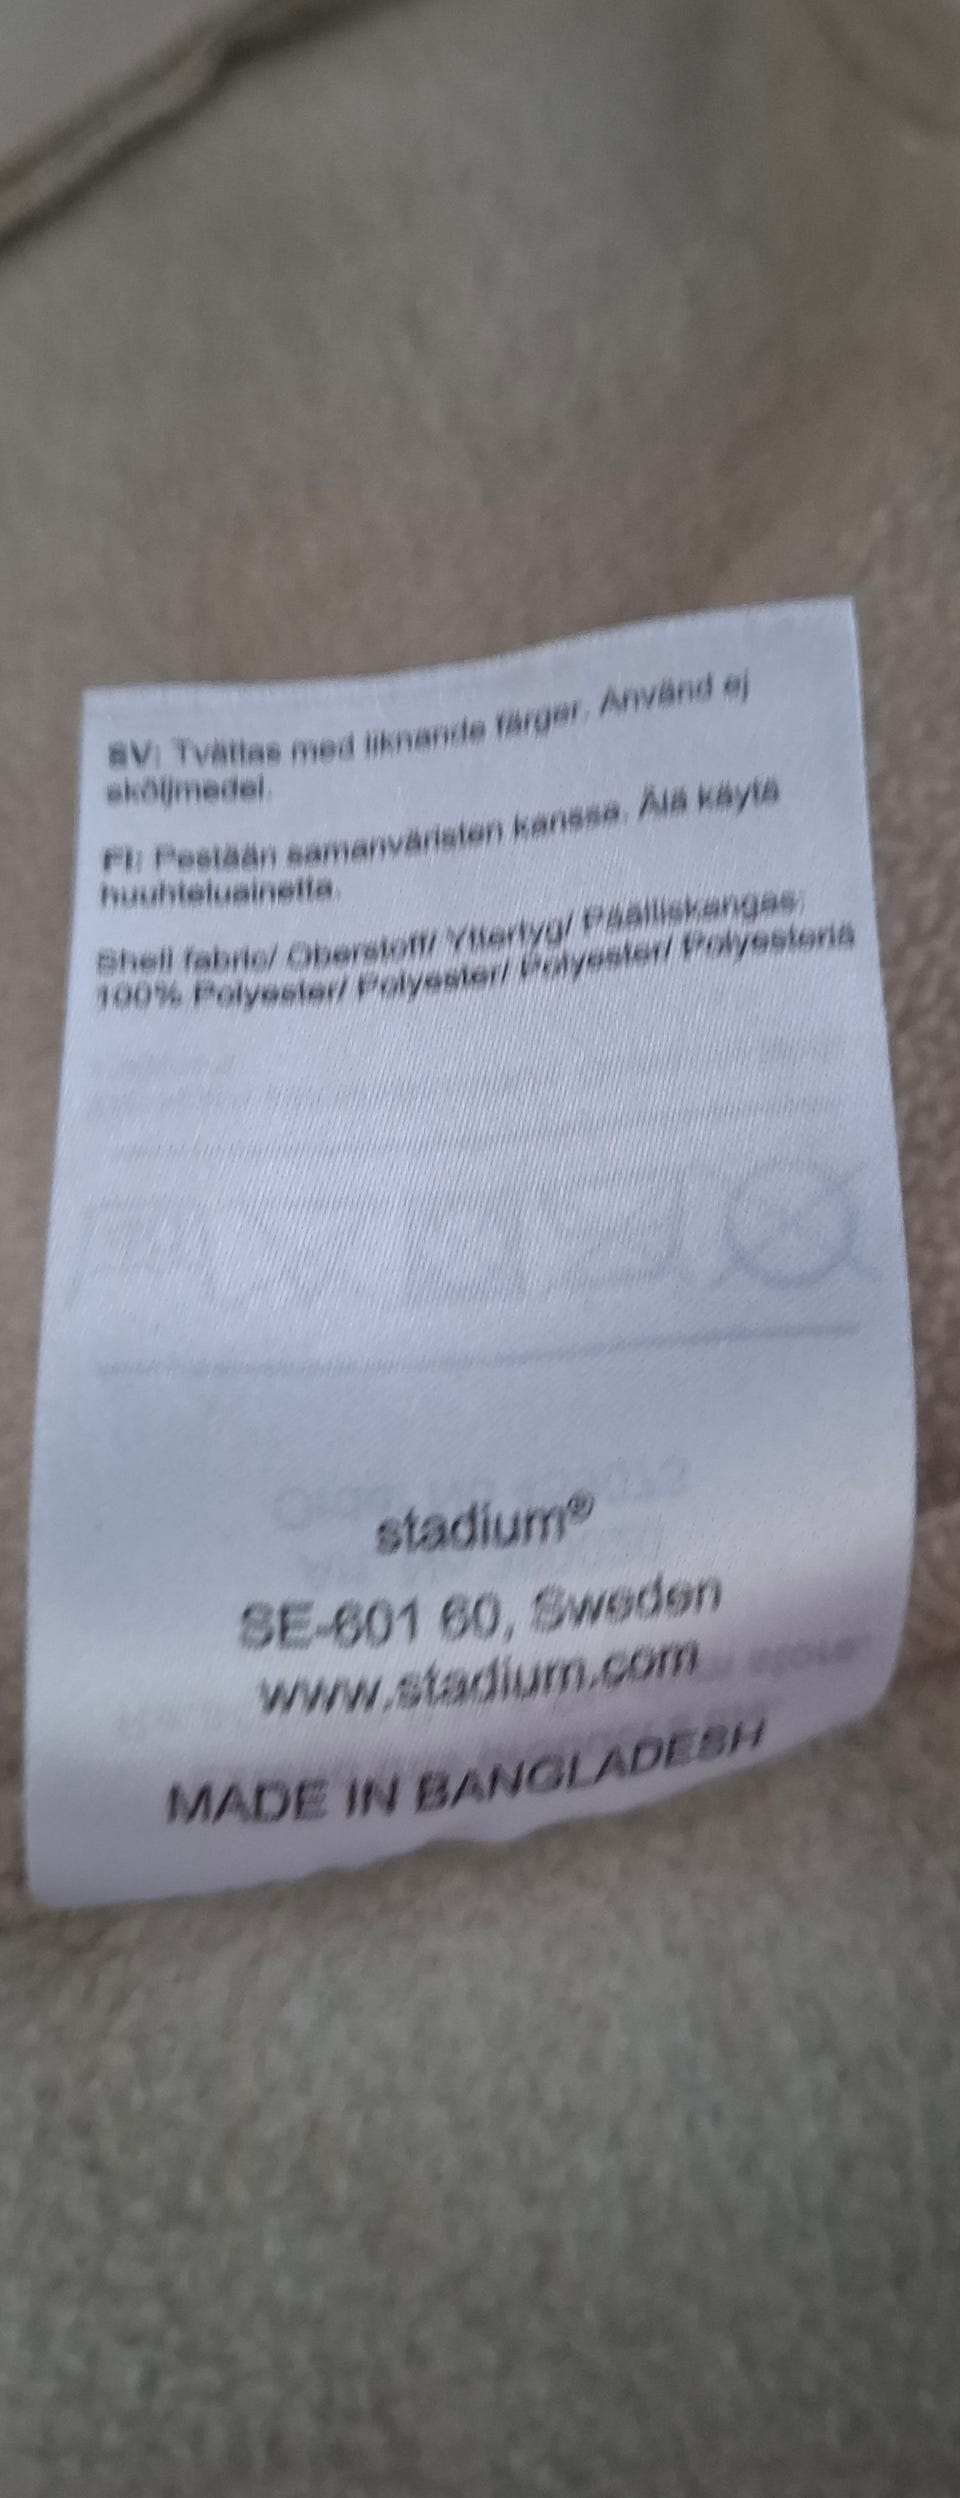 SV: Tvättas med liknande färger. Använd ej
sköljmedel.
FI: Pestään samanväristen kanssa. Älä käytä
huuhteluainetta.
Shell fabric/ Oberstoff/ Yttertyg/ Päälliskangas:
100% Polyester/ Polyester/ Polyester/ Polyesteriä
stadium®
SE-601 60, Sweden
www.stadium.com
MADE IN BANGLADESH